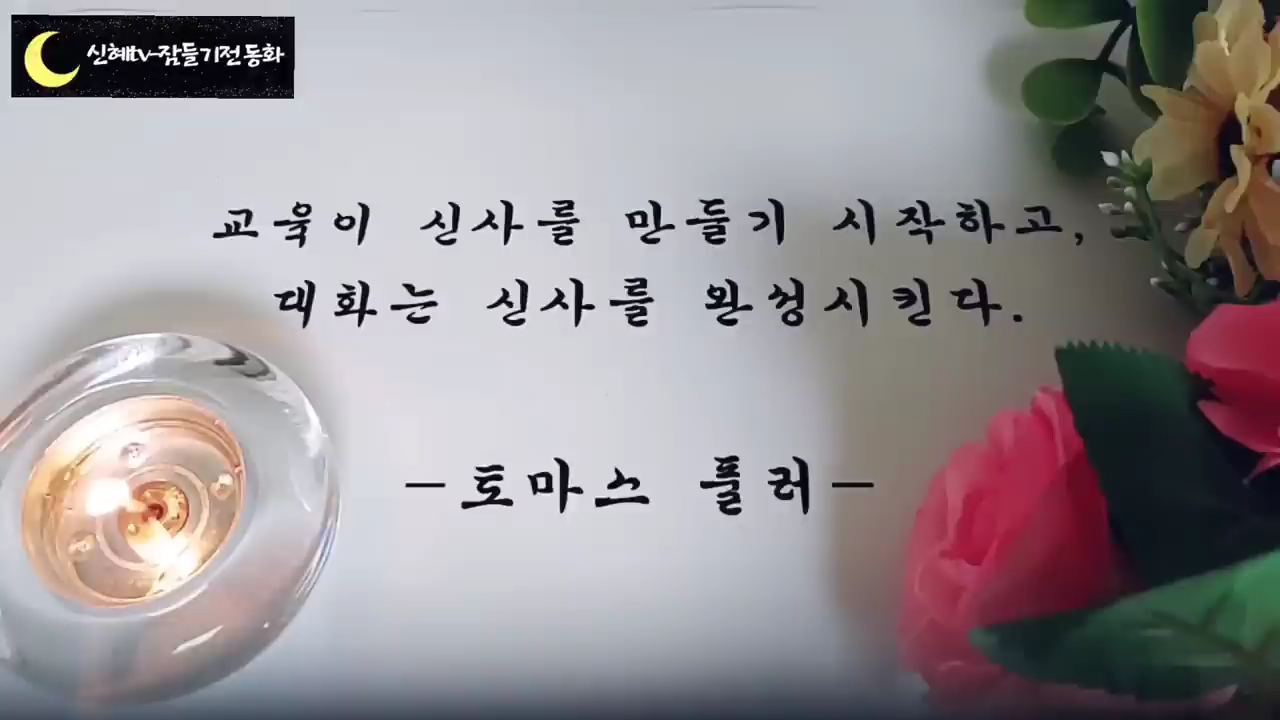 신혜tv-잠들기전동화
교육이 신사를 만들기 시작하고,
대화는 신사를 완성시킨다.
-토마스 풀러-